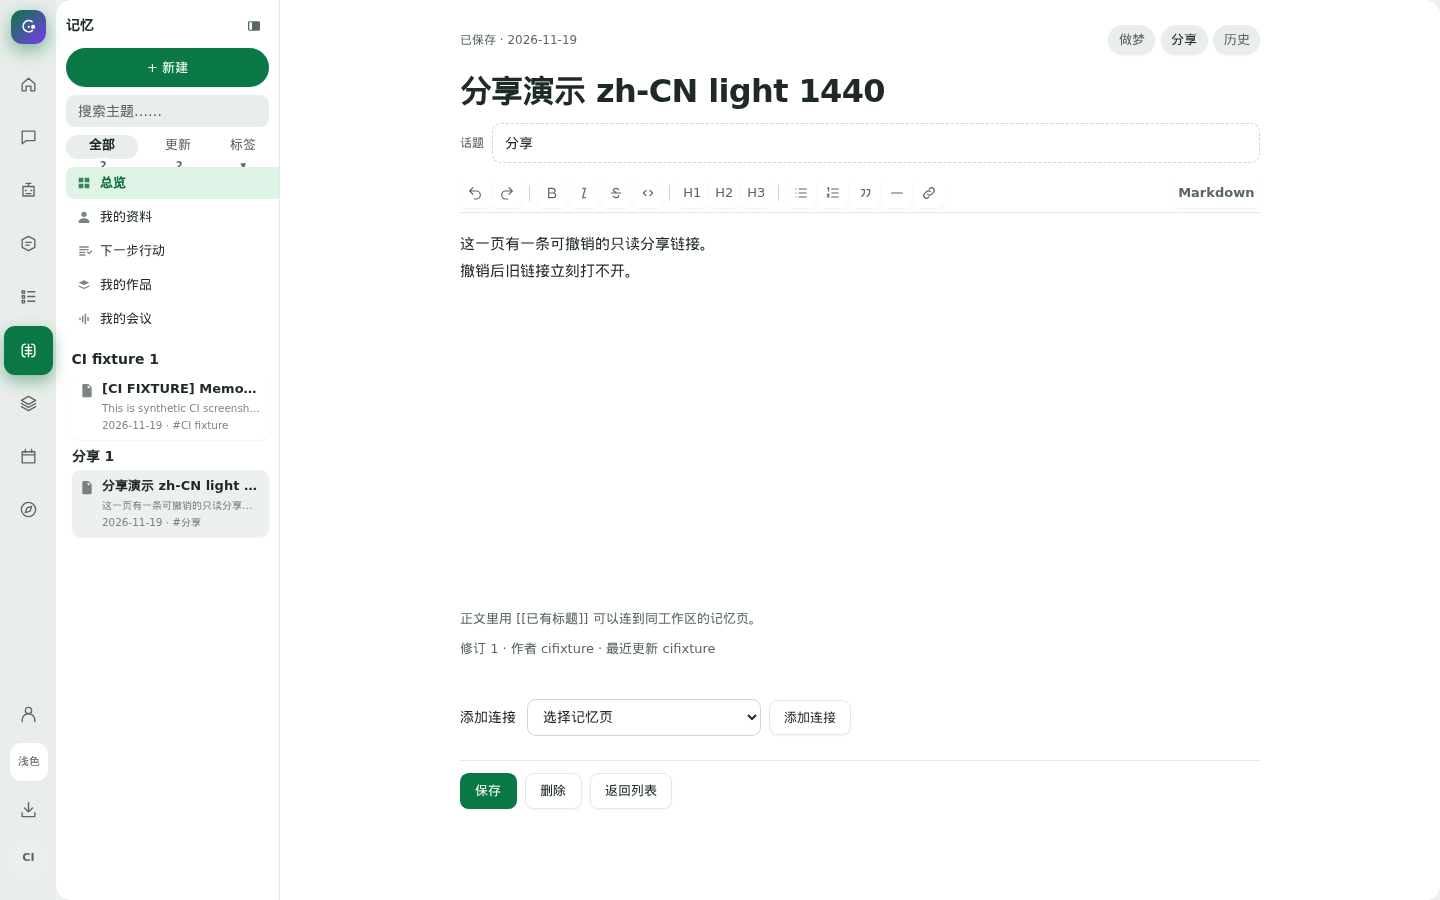 记忆
+ 新建
搜索主题……
全部 更新 标签
2 2 ▾
总览
我的资料
下一步行动
我的作品
我的会议
CI fixture 1
[CI FIXTURE] Memo…
This is synthetic CI screensh…
2026-11-19 · #CI fixture
分享 1
分享演示 zh-CN light …
这一页有一条可撤销的只读分享…
2026-11-19 · #分享
浅色
CI
已保存 · 2026-11-19
做梦 分享 历史
分享演示 zh-CN light 1440
话题 分享
B I S H1 H2 H3 Markdown
这一页有一条可撤销的只读分享链接。
撤销后旧链接立刻打不开。
正文里用 [[已有标题]] 可以连到同工作区的记忆页。
修订 1 · 作者 cifixture · 最近更新 cifixture
添加连接 选择记忆页 添加连接
保存 删除 返回列表